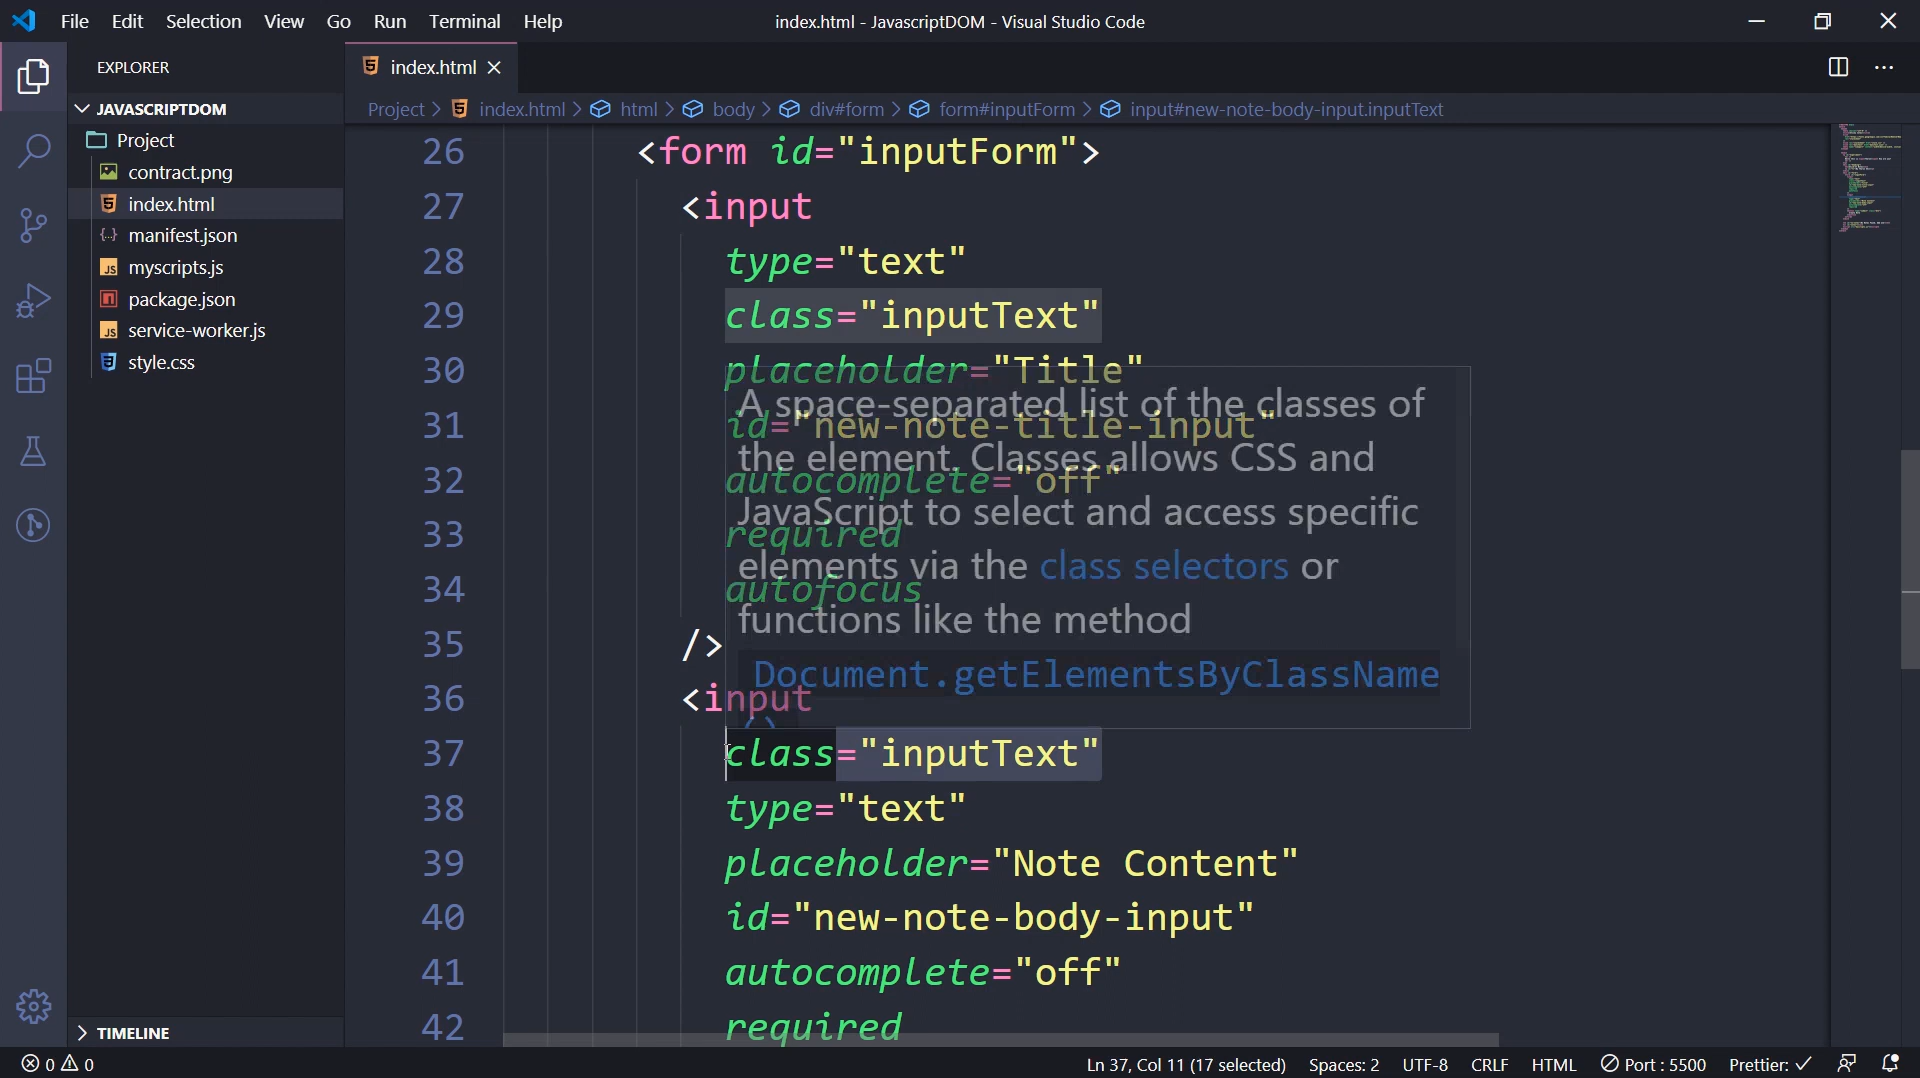 File Edit Selection View Go Run Terminal Help
index.html - JavascriptDOM - Visual Studio Code
EXPLORER
JAVASCRIPTDOM
Project
contract.png
index.html
manifest.json
myscripts.js
package.json
service-worker.js
style.css
TIMELINE
index.html
Project > index.html > html > body > div#form > form#inputForm > input#new-note-body-input.inputText
26 <form id="inputForm">
27 <input
28 type="text"
29 class="inputText"
30 placeholder="Title"
31 id="new-note-title-input"
32 autocomplete="off"
33 required
34 autofocus
35 />
36 <input
37 class="inputText"
38 type="text"
39 placeholder="Note Content"
40 id="new-note-body-input"
41 autocomplete="off"
42 required
A space-separated list of the classes of
the element. Classes allows CSS and
JavaScript to select and access specific
elements via the class selectors or
functions like the method
Document.getElementsByClassName
()
0 0
Ln 37, Col 11 (17 selected) Spaces: 2 UTF-8 CRLF HTML Port : 5500 Prettier: ✓